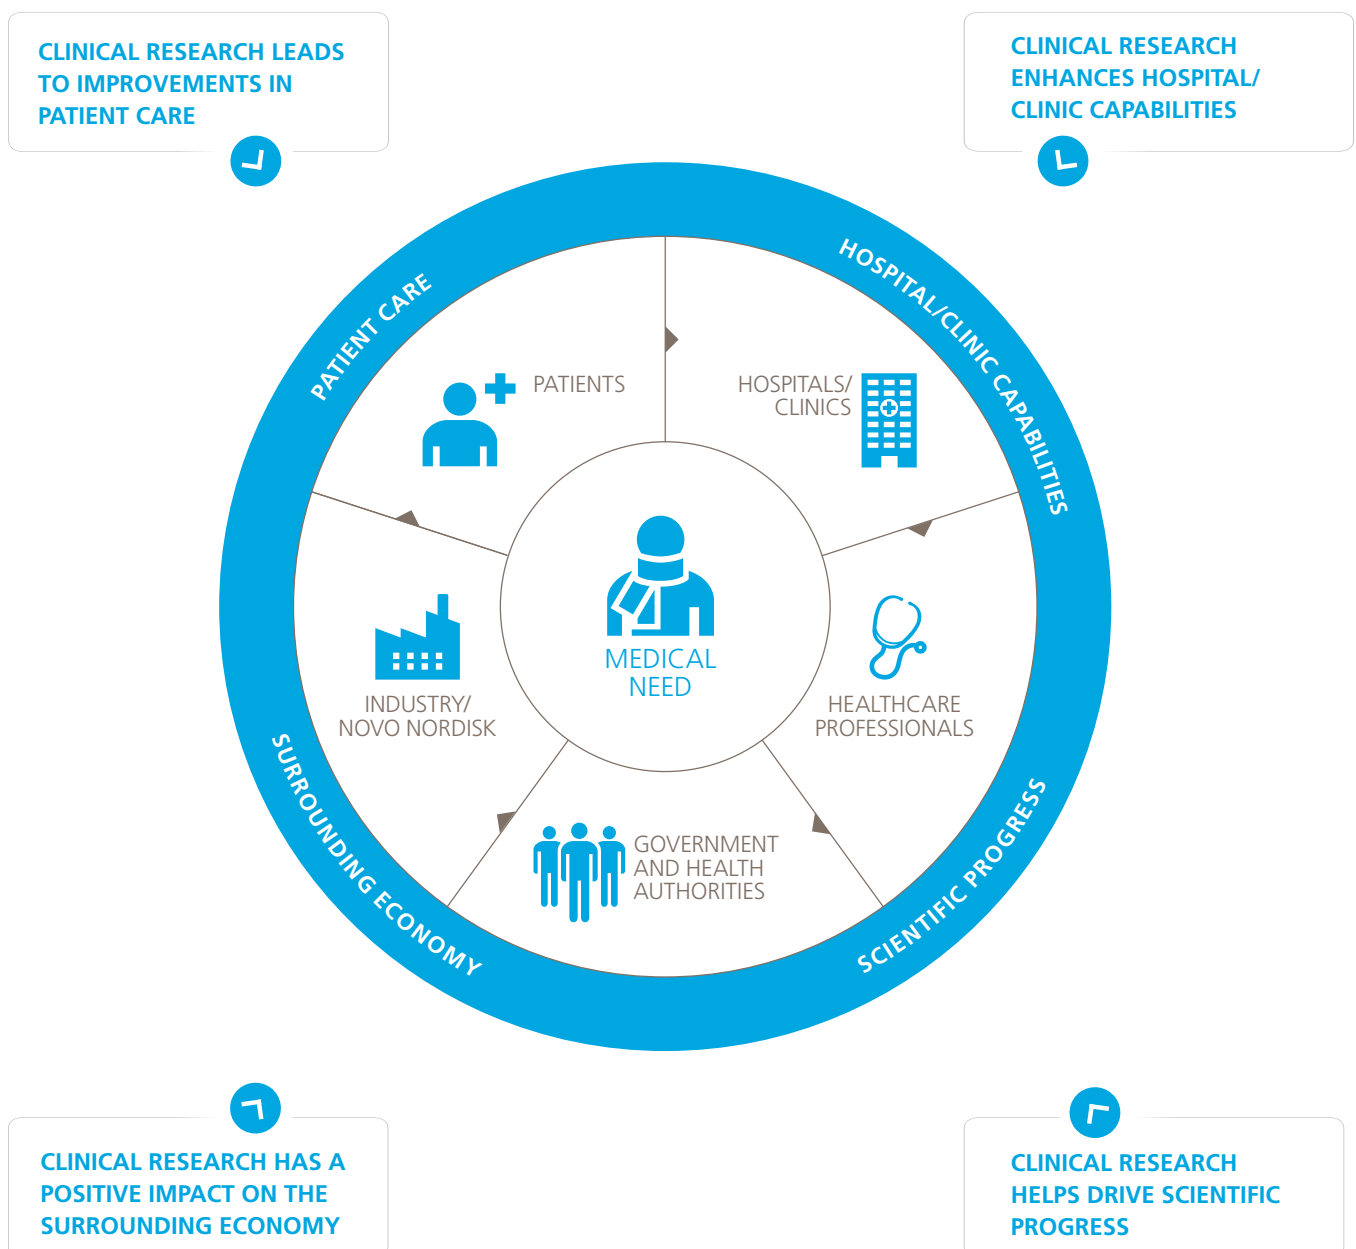 CLINICAL RESEARCH LEADS
TO IMPROVEMENTS IN
PATIENT CARE
CLINICAL RESEARCH
ENHANCES HOSPITAL/
CLINIC CAPABILITIES
PATIENT CARE
HOSPITAL/CLINIC CAPABILITIES
PATIENTS
HOSPITALS/
CLINICS
MEDICAL
NEED
INDUSTRY/
NOVO NORDISK
HEALTHCARE
PROFESSIONALS
GOVERNMENT
AND HEALTH
AUTHORITIES
SURROUNDING ECONOMY
SCIENTIFIC PROGRESS
CLINICAL RESEARCH HAS A
POSITIVE IMPACT ON THE
SURROUNDING ECONOMY
CLINICAL RESEARCH
HELPS DRIVE SCIENTIFIC
PROGRESS